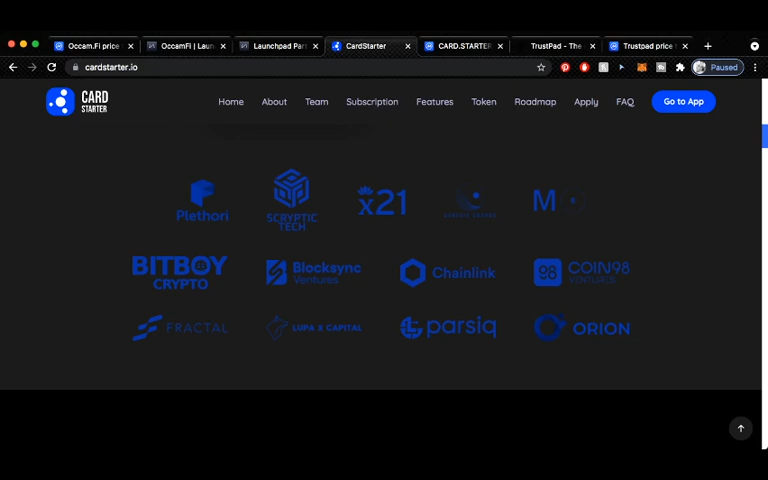 Occam.Fi price
OccamFi | Laun
Launchpad Par
CardStarter
CARD.STARTER
TrustPad - The
Trustpad price
cardstarter.io
Paused
CARD
STARTER
Home
About
Team
Subscription
Features
Token
Roadmap
Apply
FAQ
Go to App
Plethori
SCRYPTIC
TECH
x21
M
BITBOY
CRYPTO
Blocksync
Ventures
Chainlink
98
COIN98
VENTURES
FRACTAL
LUPA X CAPITAL
parsiq
ORION